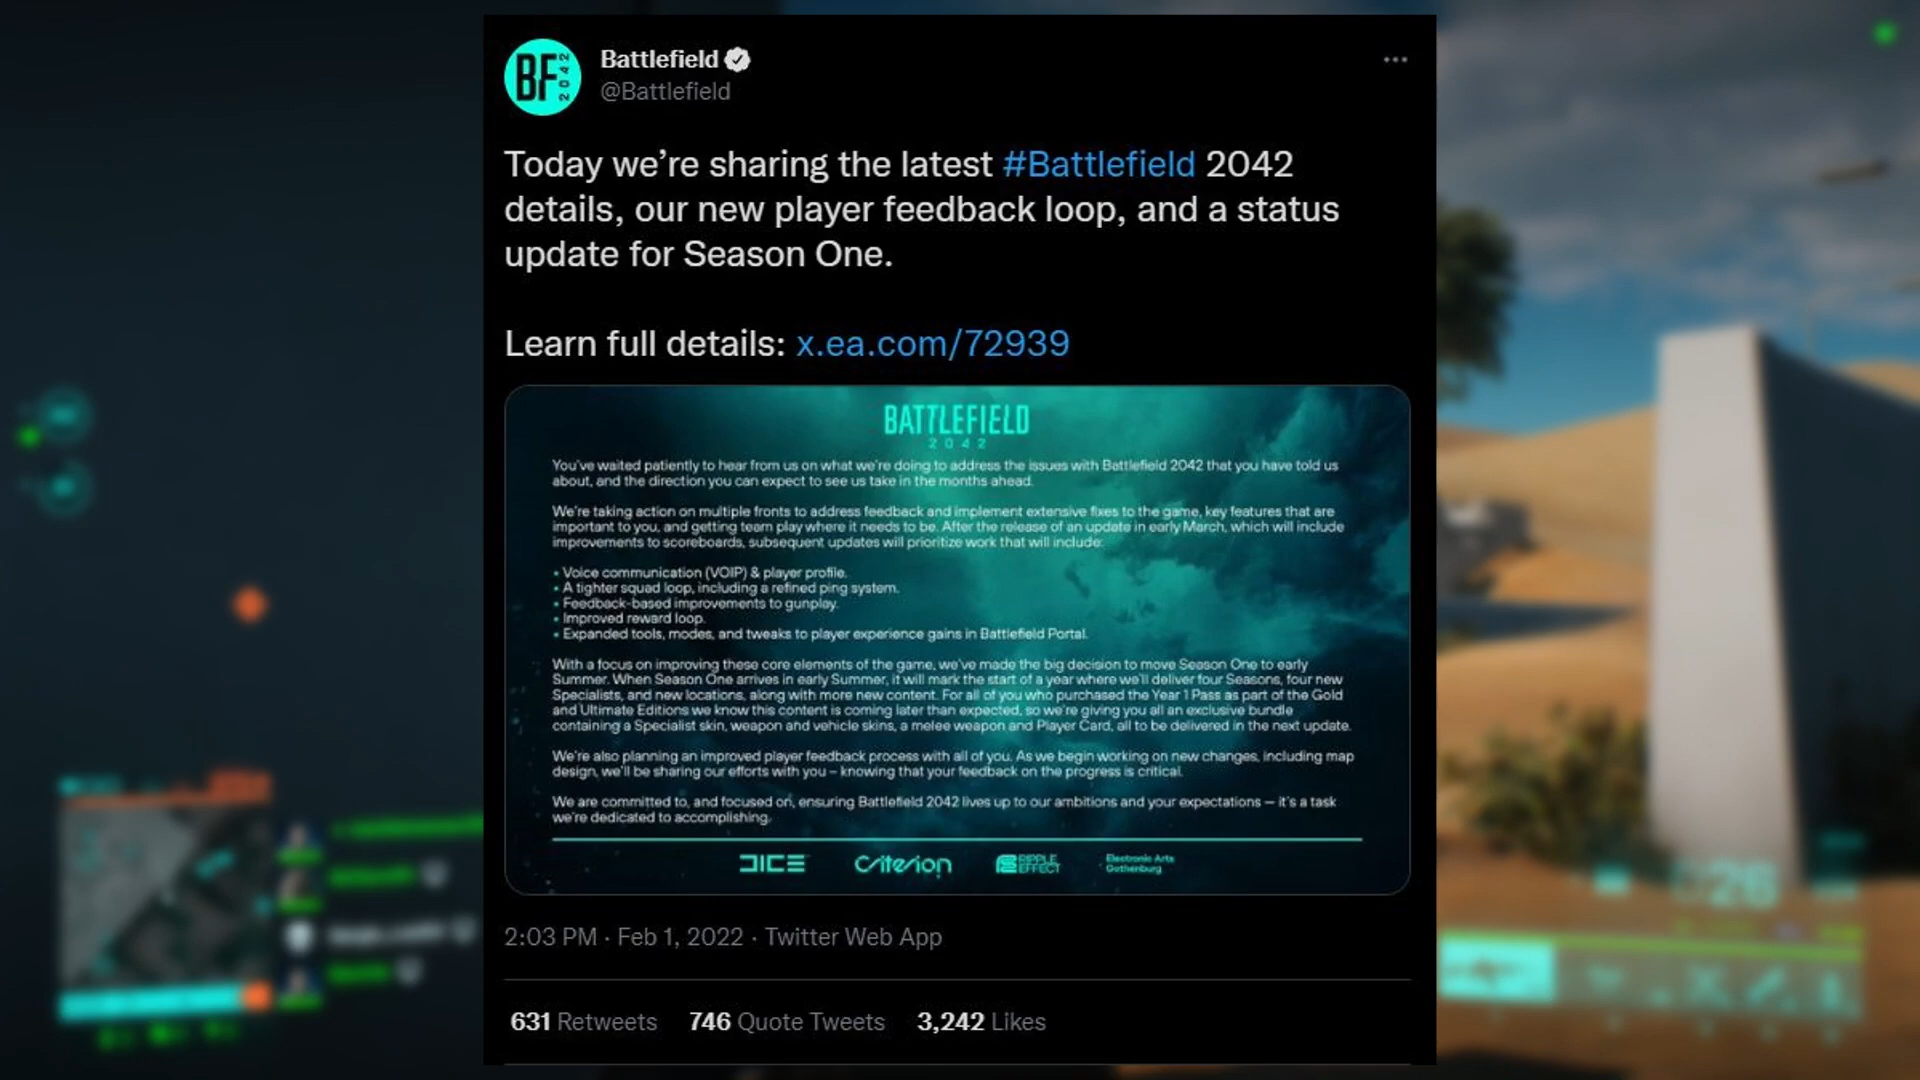 BF 2042
Battlefield
@Battlefield
Today we're sharing the latest #Battlefield 2042
details, our new player feedback loop, and a status
update for Season One.
Learn full details: x.ea.com/72939
BATTLEFIELD
2042
You've waited patiently to hear from us on what we're doing to address the issues with Battlefield 2042 that you have told us
about, and the direction you can expect to see us take in the months ahead.
We're taking action on multiple fronts to address feedback and implement extensive fixes to the game, key features that are
important to you, and getting team play where it needs to be. After the release of an update in early March, which will include
improvements to scoreboards, subsequent updates will prioritize work that will include:
• Voice communication (VOIP) & player profile.
• A tighter squad loop, including a refined ping system.
• Feedback-based improvements to gunplay.
• Improved reward loop.
• Expanded tools, modes, and tweaks to player experience gains in Battlefield Portal.
With a focus on improving these core elements of the game, we've made the big decision to move Season One to early
Summer. When Season One arrives in early Summer, it will mark the start of a year where we'll deliver four Seasons, four new
Specialists, and new locations, along with more new content. For all of you who purchased the Year 1 Pass as part of the Gold
and Ultimate Editions we know this content is coming later than expected, so we're giving you all an exclusive bundle
containing a Specialist skin, weapon and vehicle skins, a melee weapon and Player Card, all to be delivered in the next update.
We're also planning an improved player feedback process with all of you. As we begin working on new changes, including map
design, we'll be sharing our efforts with you – knowing that your feedback on the progress is critical.
We are committed to, and focused on, ensuring Battlefield 2042 lives up to our ambitions and your expectations — it's a task
we're dedicated to accomplishing.
DICE Criterion RIPPLE EFFECT Electronic Arts Gothenburg
2:03 PM · Feb 1, 2022 · Twitter Web App
631 Retweets 746 Quote Tweets 3,242 Likes
26